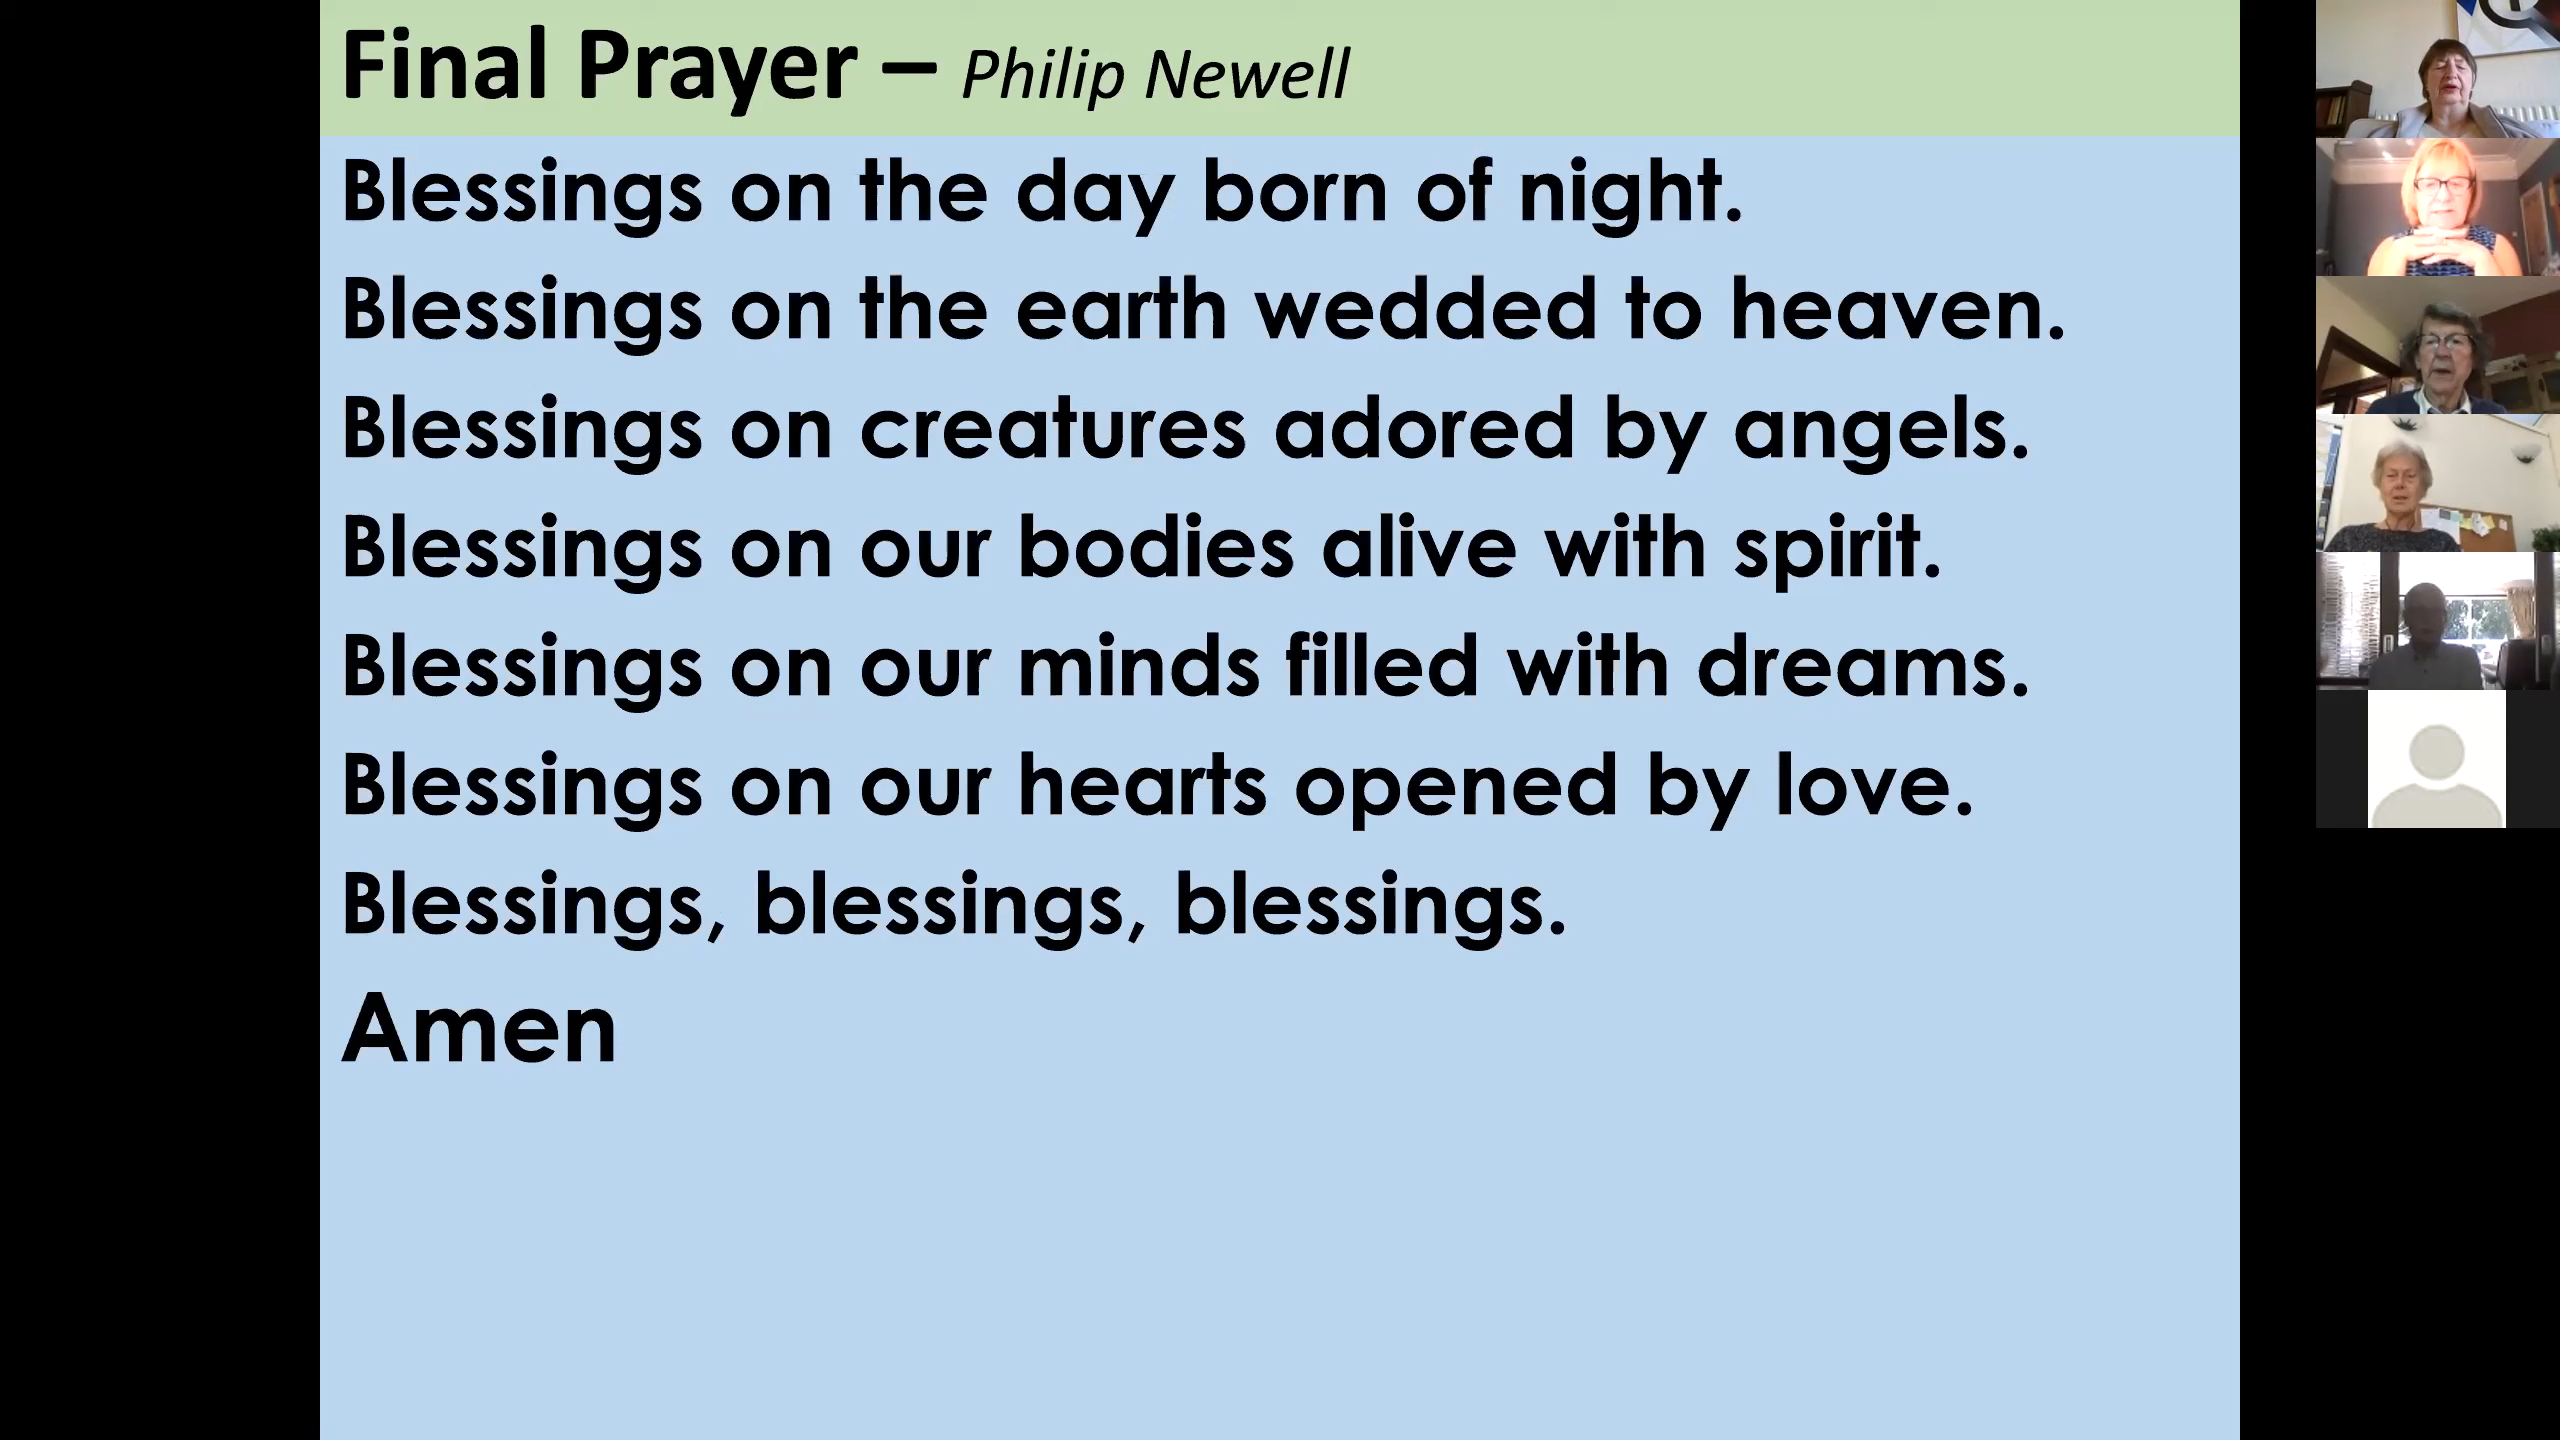 Final Prayer – Philip Newell
Blessings on the day born of night.
Blessings on the earth wedded to heaven.
Blessings on creatures adored by angels.
Blessings on our bodies alive with spirit.
Blessings on our minds filled with dreams.
Blessings on our hearts opened by love.
Blessings, blessings, blessings.
Amen